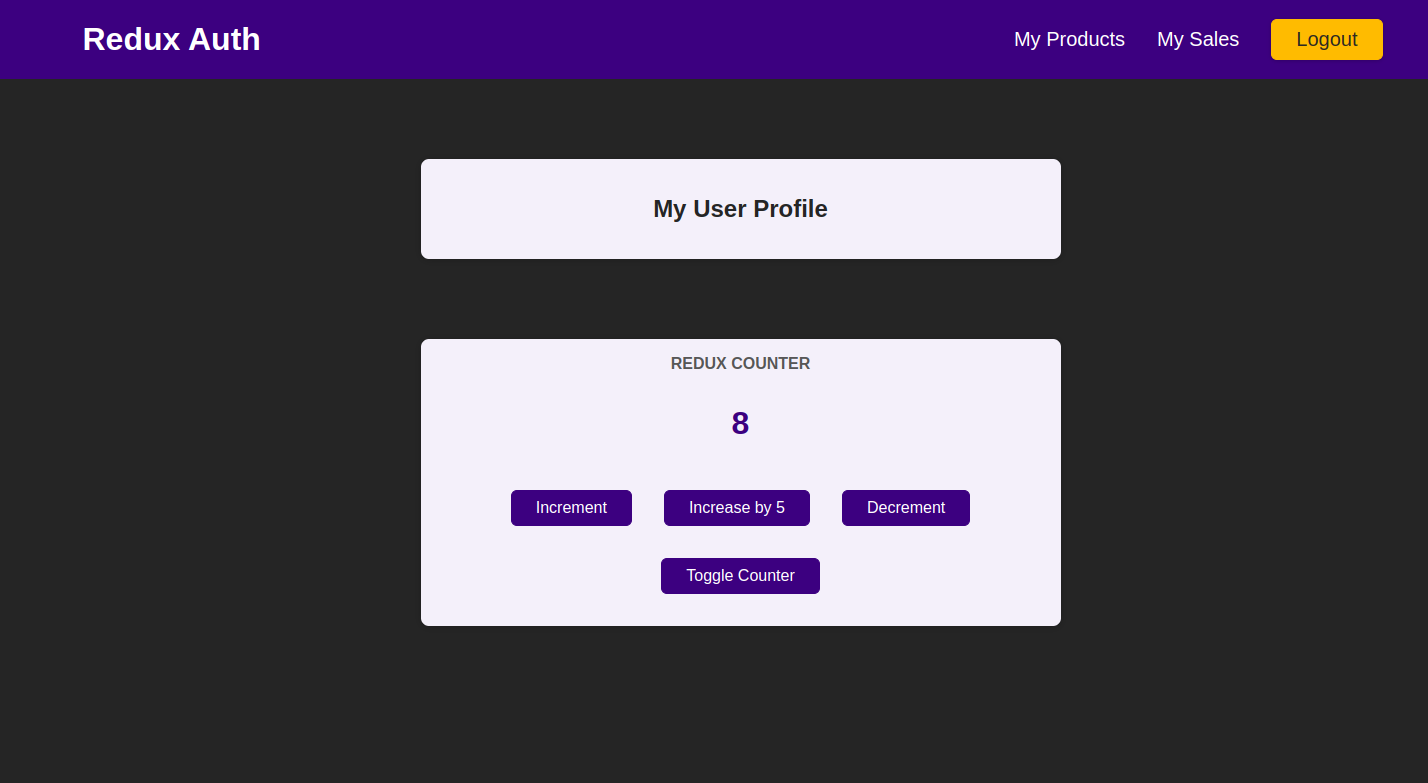 Redux Auth My Products My Sales Logout
My User Profile
REDUX COUNTER
8
Increment Increase by 5 Decrement
Toggle Counter